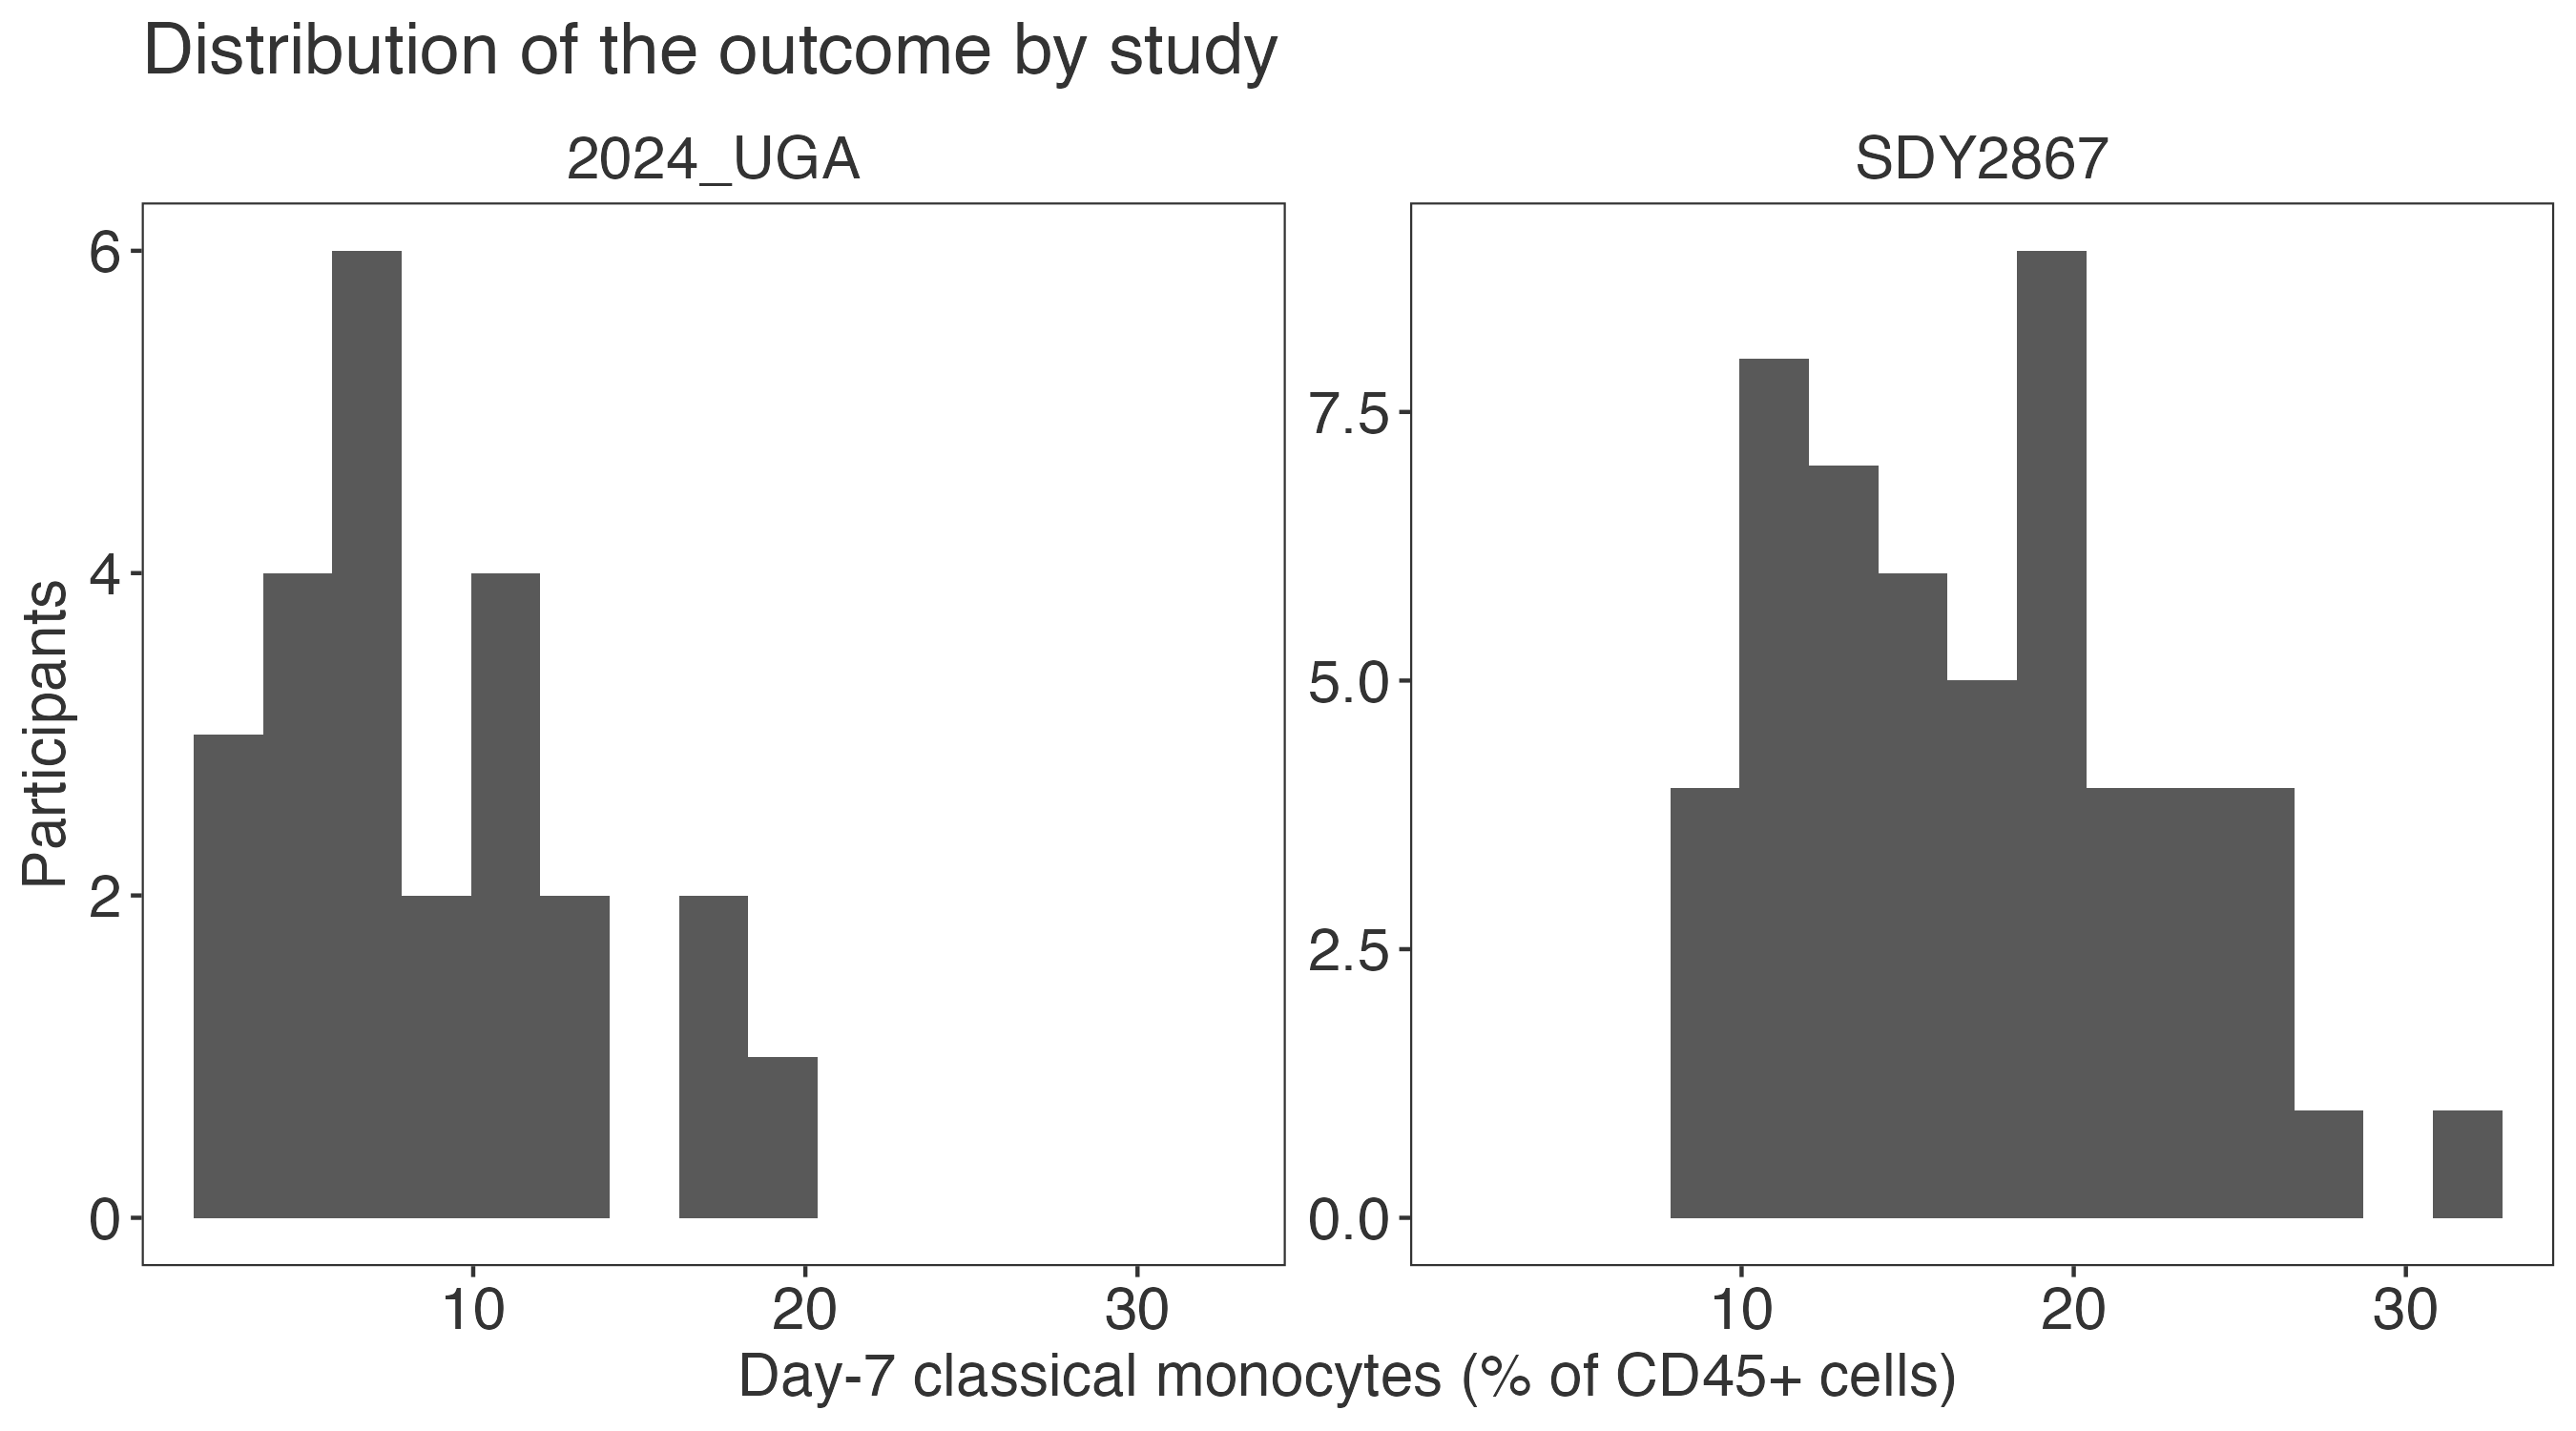 Distribution of the outcome by study
2024_UGA
SDY2867
Participants
6
4
2
0
7.5
5.0
2.5
0.0
10 20 30
10 20 30
Day-7 classical monocytes (% of CD45+ cells)